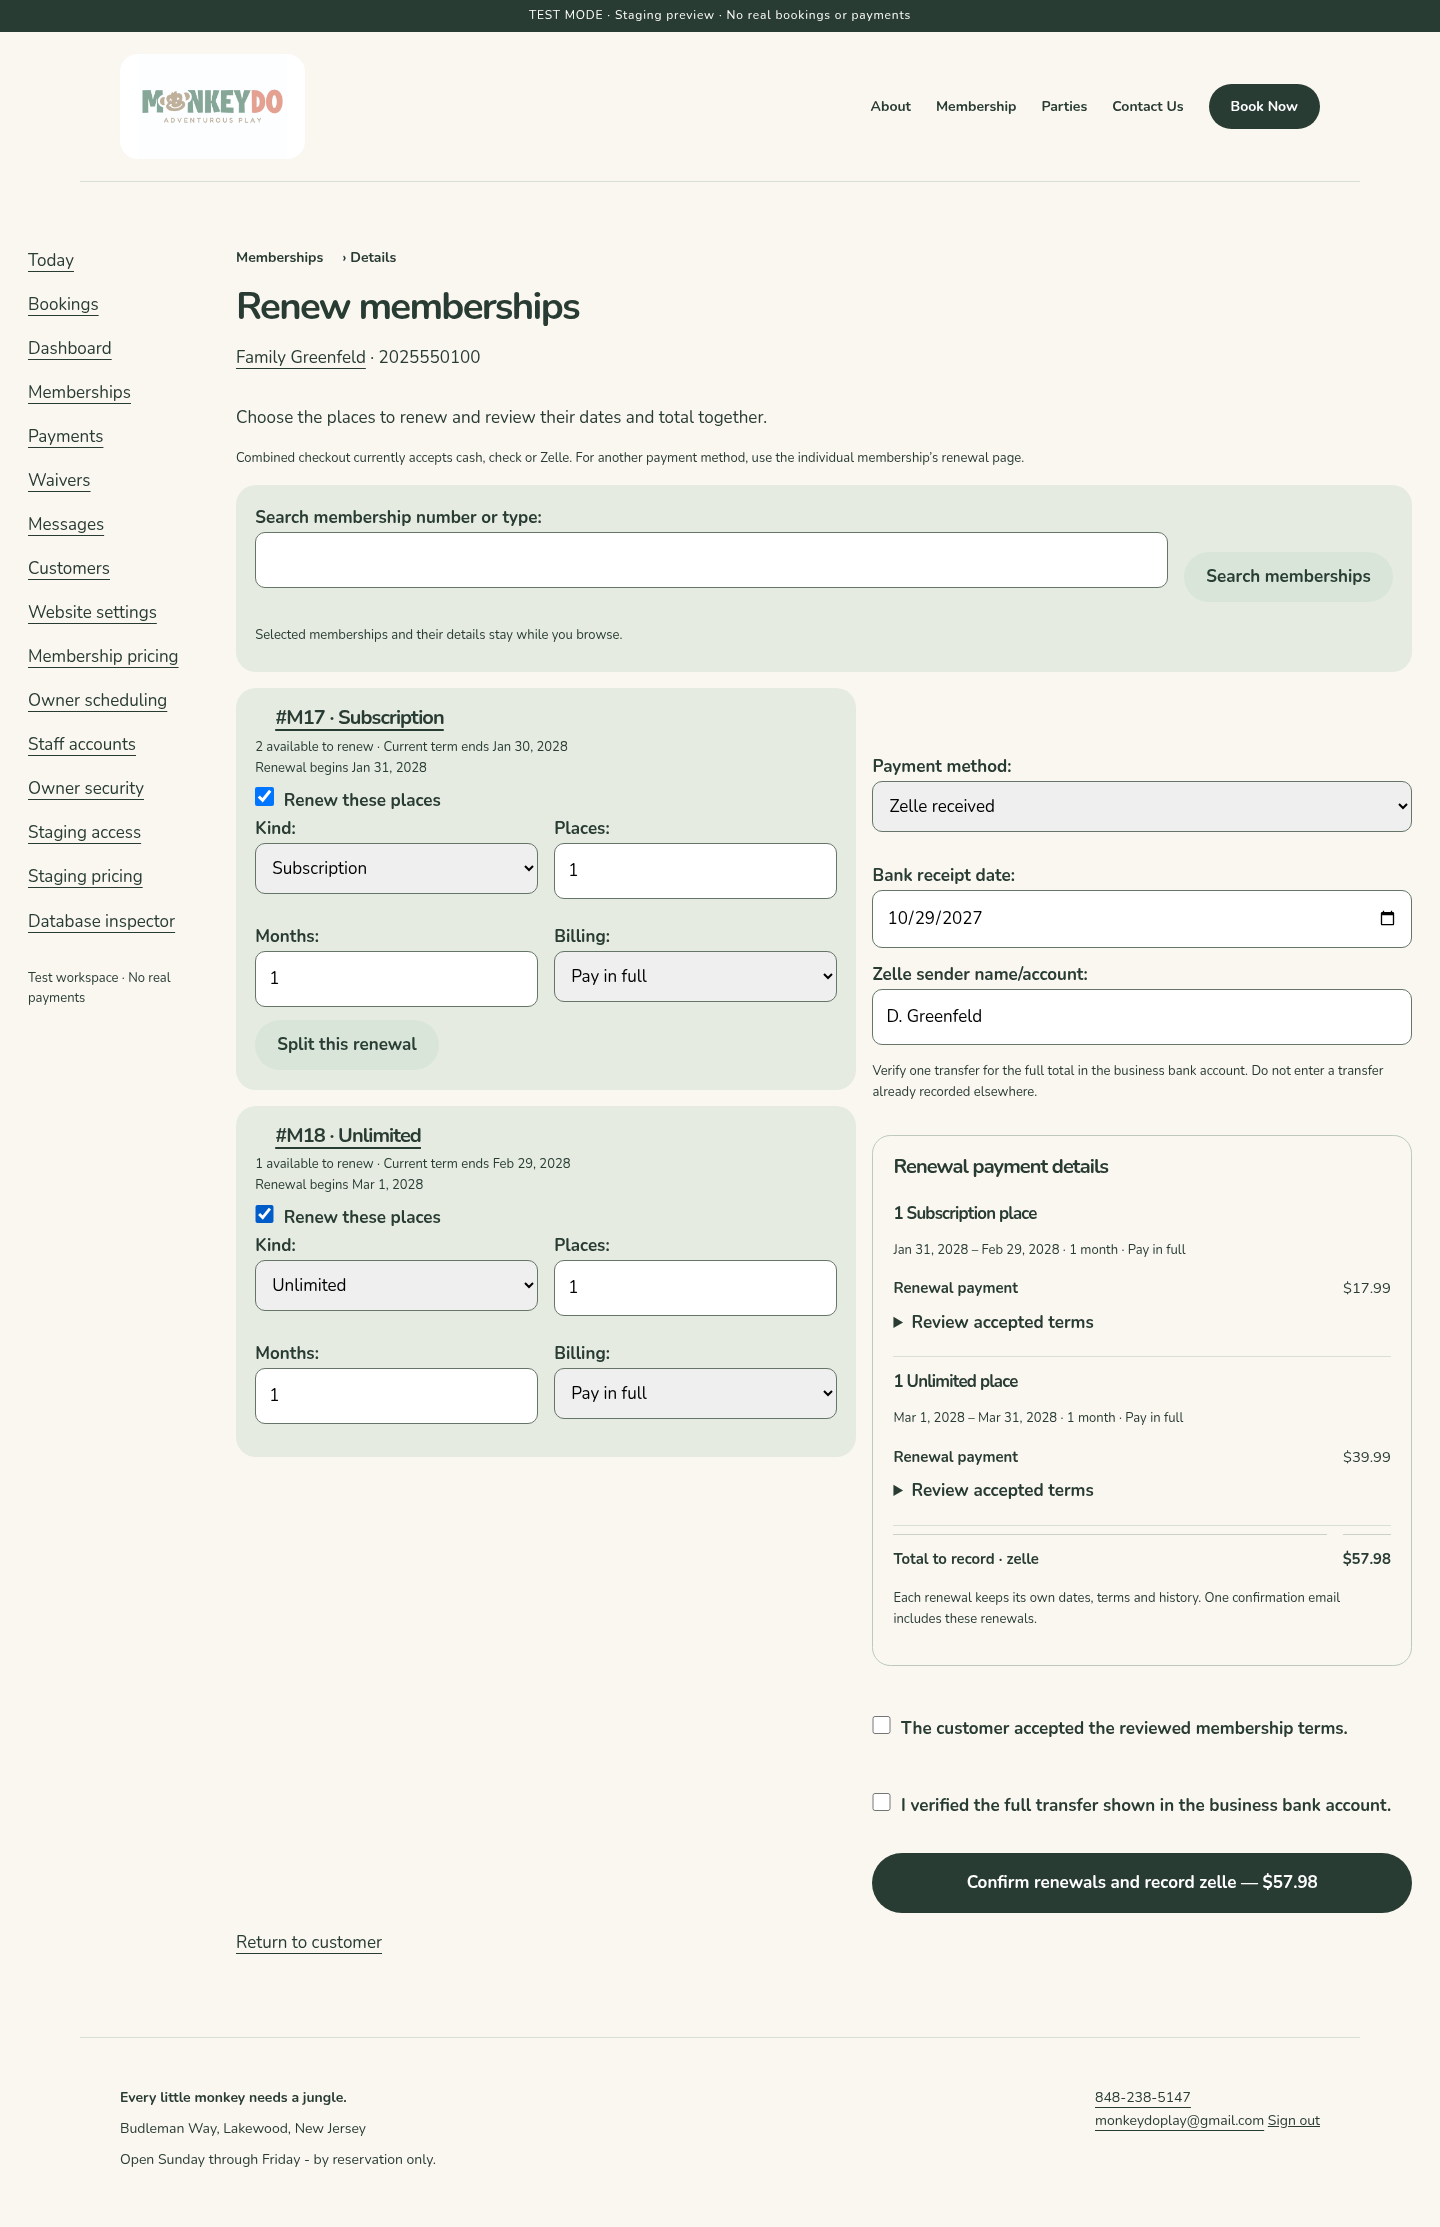 TEST MODE · Staging preview · No real bookings or payments
MONKEYDO
ADVENTUROUS PLAY
About
Membership
Parties
Contact Us
Book Now
Today
Bookings
Dashboard
Memberships
Payments
Waivers
Messages
Customers
Website settings
Membership pricing
Owner scheduling
Staff accounts
Owner security
Staging access
Staging pricing
Database inspector
Test workspace · No real
payments
Memberships › Details
Renew memberships
Family Greenfeld · 2025550100
Choose the places to renew and review their dates and total together.
Combined checkout currently accepts cash, check or Zelle. For another payment method, use the individual membership’s renewal page.
Search membership number or type:
Search memberships
Selected memberships and their details stay while you browse.
#M17 · Subscription
2 available to renew · Current term ends Jan 30, 2028
Renewal begins Jan 31, 2028
Renew these places
Kind:
Places:
Subscription
1
Months:
Billing:
1
Pay in full
Split this renewal
#M18 · Unlimited
1 available to renew · Current term ends Feb 29, 2028
Renewal begins Mar 1, 2028
Renew these places
Kind:
Places:
Unlimited
1
Months:
Billing:
1
Pay in full
Payment method:
Zelle received
Bank receipt date:
10/29/2027
Zelle sender name/account:
D. Greenfeld
Verify one transfer for the full total in the business bank account. Do not enter a transfer
already recorded elsewhere.
Renewal payment details
1 Subscription place
Jan 31, 2028 – Feb 29, 2028 · 1 month · Pay in full
Renewal payment $17.99
Review accepted terms
1 Unlimited place
Mar 1, 2028 – Mar 31, 2028 · 1 month · Pay in full
Renewal payment $39.99
Review accepted terms
Total to record · zelle $57.98
Each renewal keeps its own dates, terms and history. One confirmation email
includes these renewals.
The customer accepted the reviewed membership terms.
I verified the full transfer shown in the business bank account.
Confirm renewals and record zelle — $57.98
Return to customer
Every little monkey needs a jungle.
Budleman Way, Lakewood, New Jersey
Open Sunday through Friday - by reservation only.
848-238-5147
monkeydoplay@gmail.com Sign out